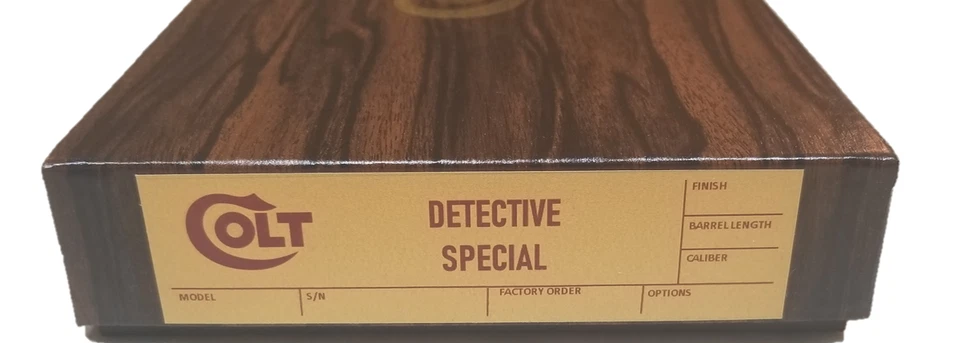 COLT
DETECTIVE
SPECIAL
FINISH
BARREL LENGTH
CALIBER
MODEL
S/N
FACTORY ORDER
OPTIONS